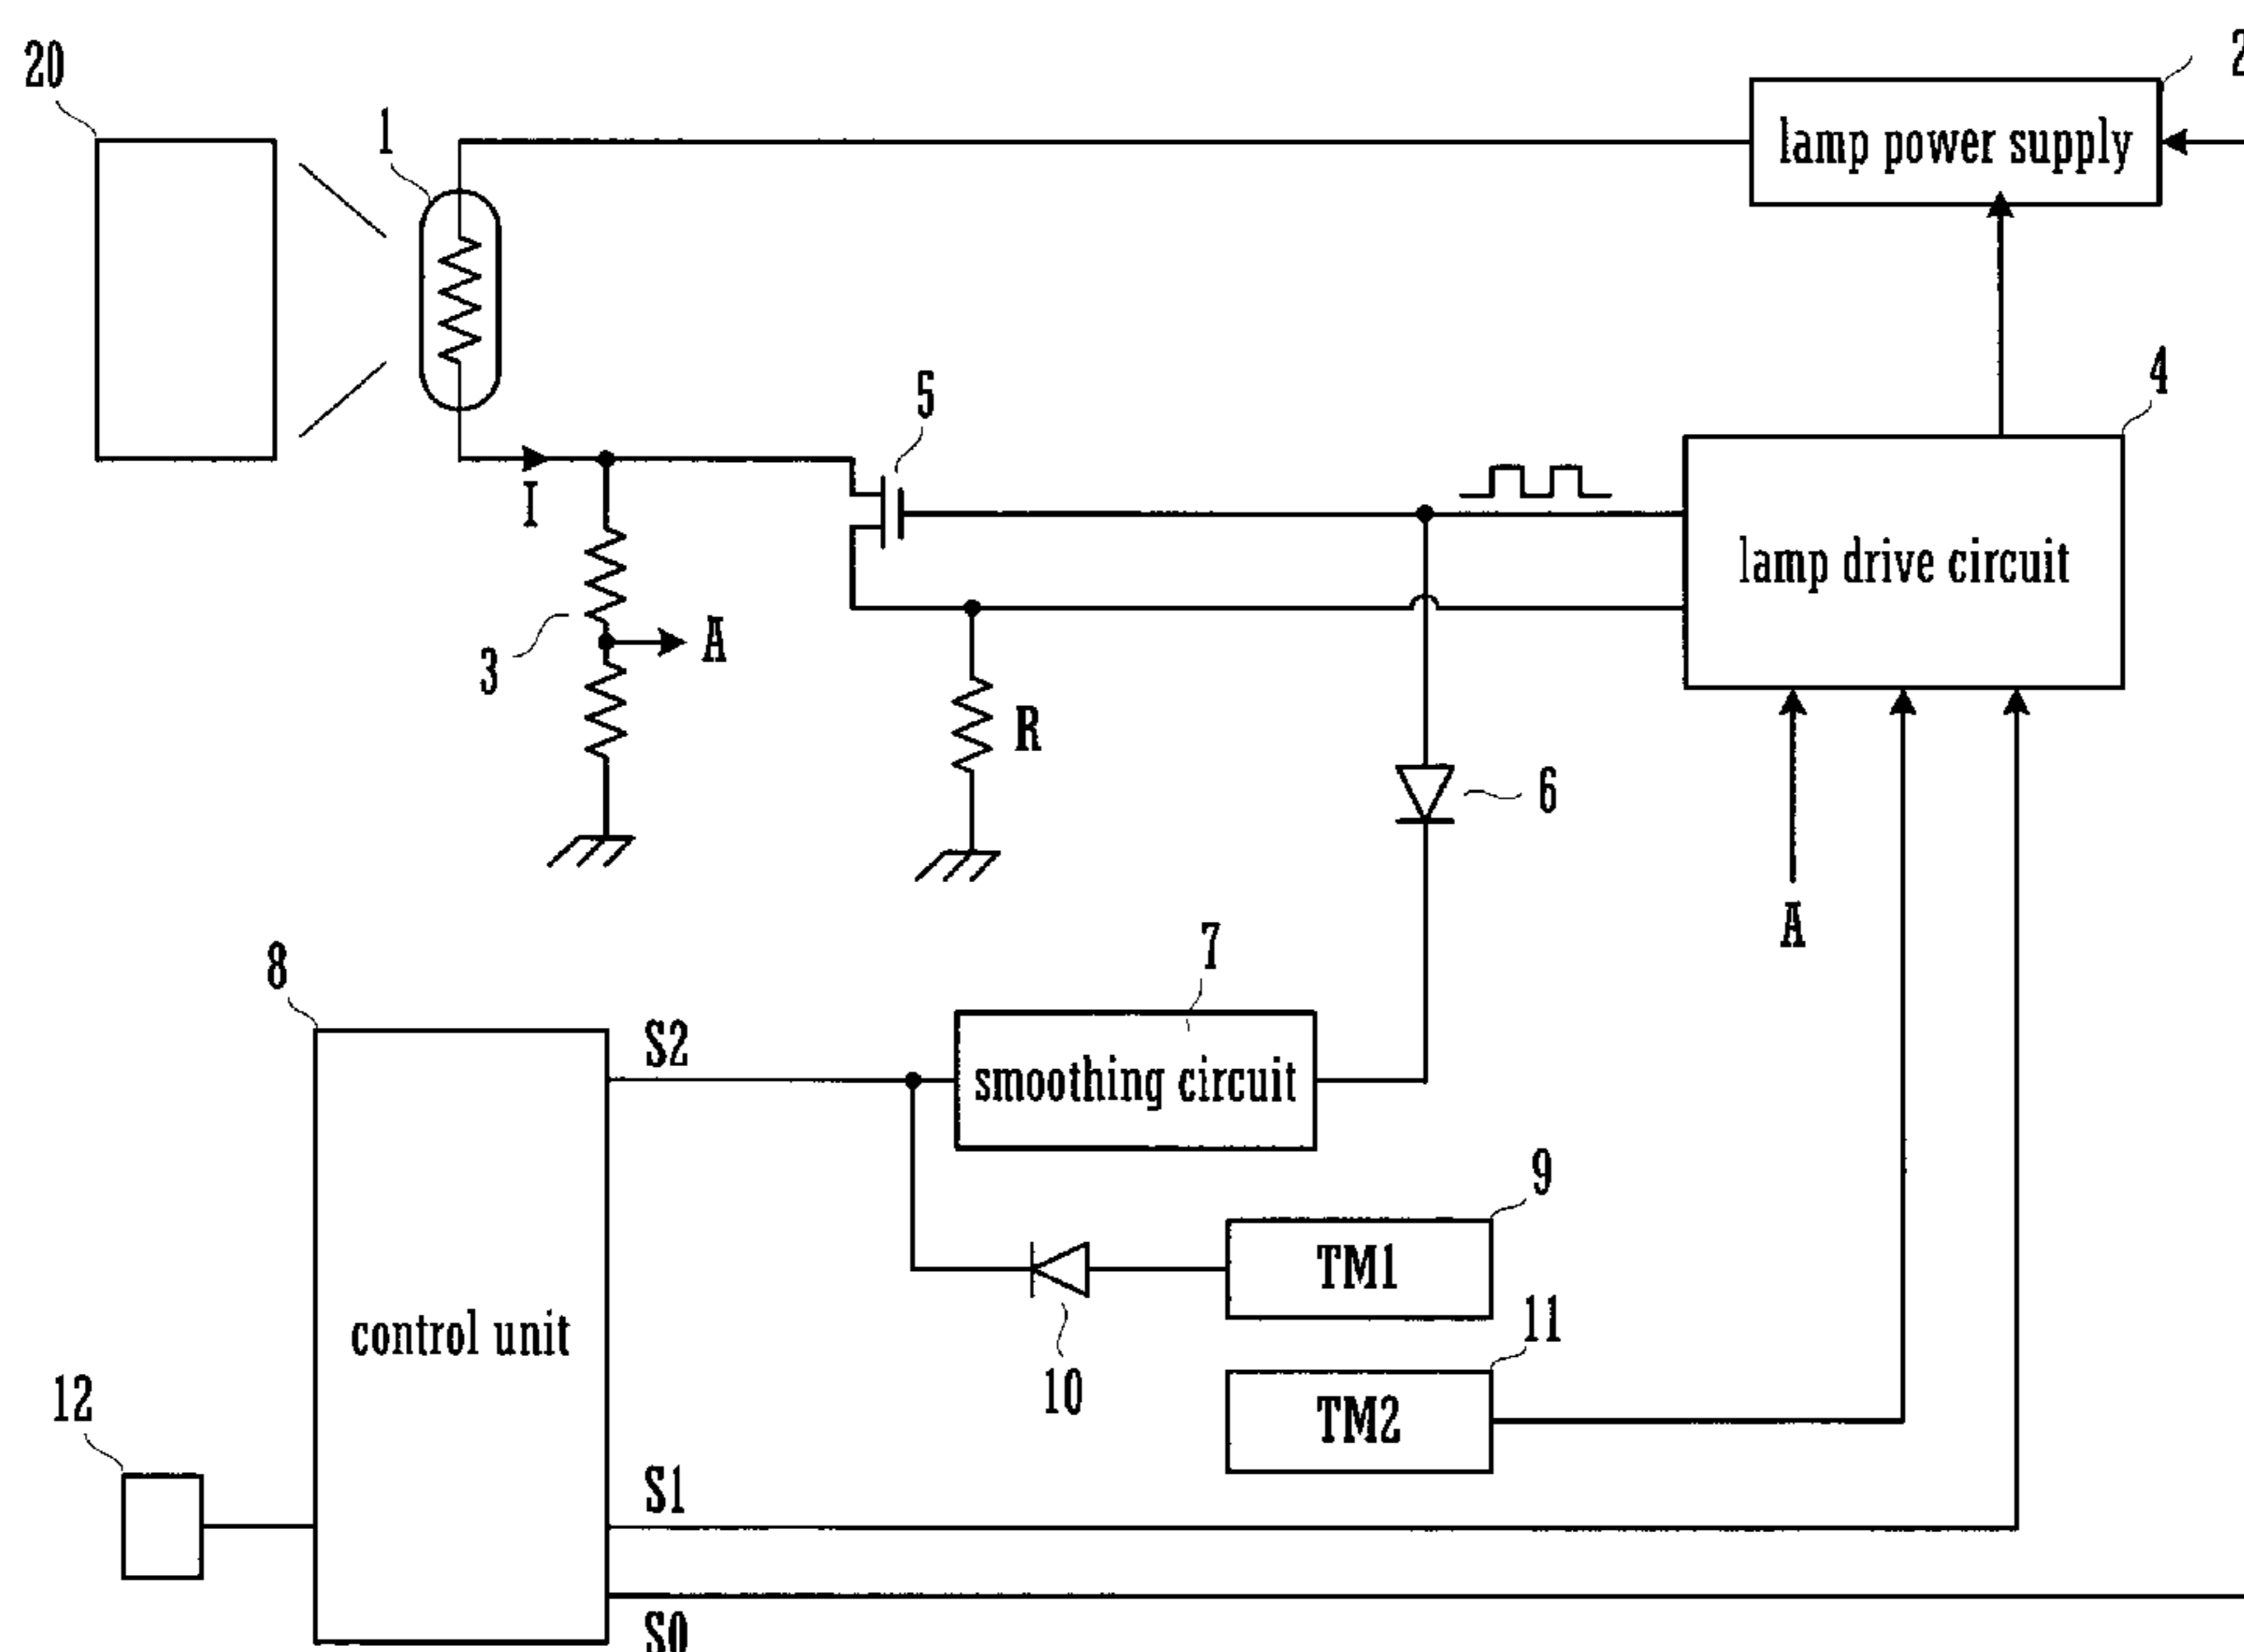 20
1
2
lamp power supply
4
5
I
lamp drive circuit
3
A
R
6
A
8
7
S2
smoothing circuit
9
TM1
control unit
10
11
TM2
12
S1
S0